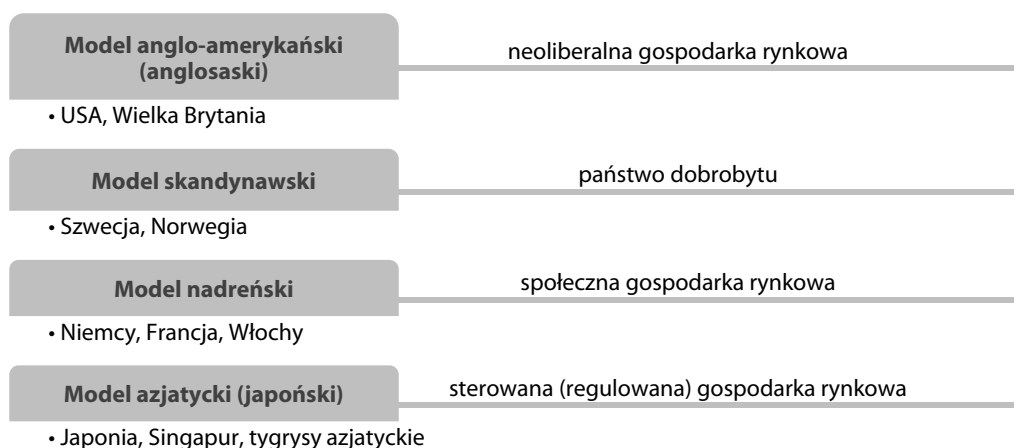 Model anglo-amerykański
(anglosaski)
neoliberalna gospodarka rynkowa
• USA, Wielka Brytania
Model skandynawski
państwo dobrobytu
• Szwecja, Norwegia
Model nadreński
społeczna gospodarka rynkowa
• Niemcy, Francja, Włochy
Model azjatycki (japoński)
sterowana (regulowana) gospodarka rynkowa
• Japonia, Singapur, tygrysy azjatyckie